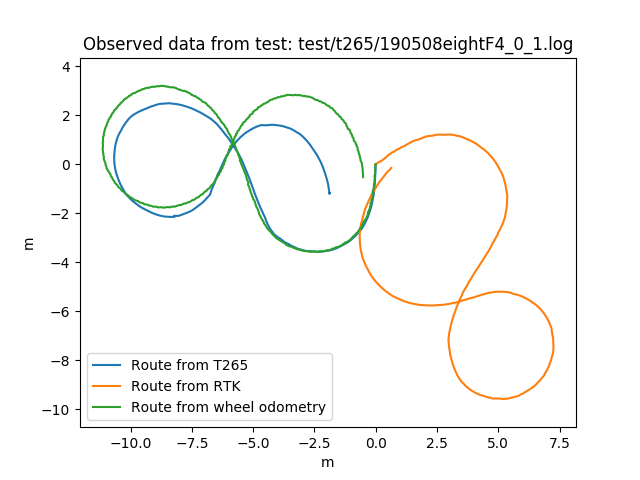 Observed data from test: test/t265/190508eightF4_0_1.log
4
2
0
−2
−4
−6
−8
−10
m
Route from T265
Route from RTK
Route from wheel odometry
−10.0 −7.5 −5.0 −2.5 0.0 2.5 5.0 7.5
m